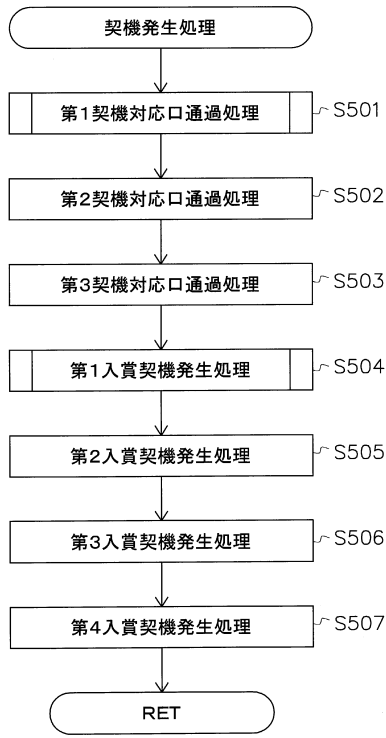 契機発生処理
第1契機対応口通過処理
S501
第2契機対応口通過処理
S502
第3契機対応口通過処理
S503
第1入賞契機発生処理
S504
第2入賞契機発生処理
S505
第3入賞契機発生処理
S506
第4入賞契機発生処理
S507
RET